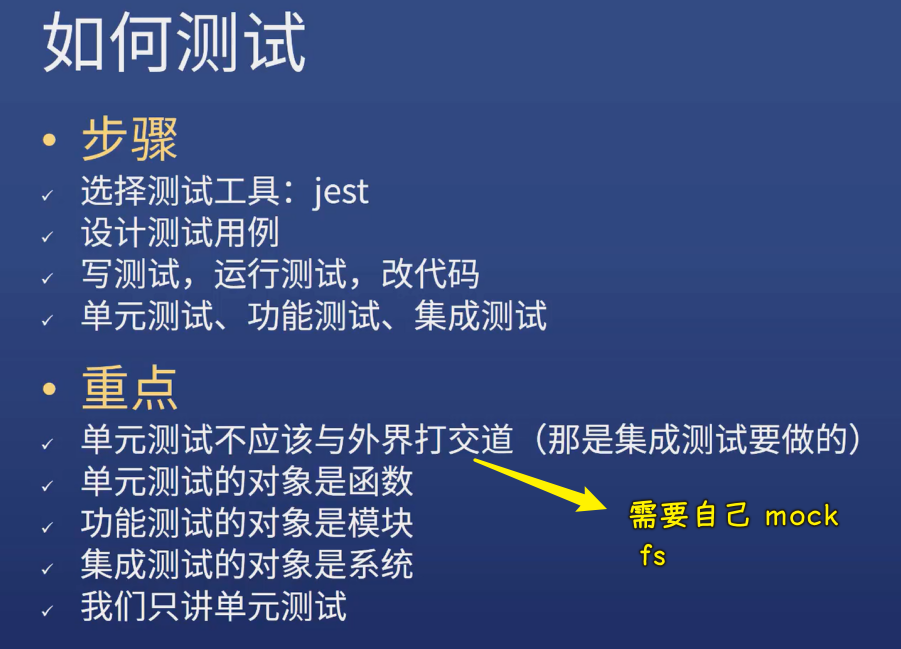 如何测试
• 步骤
✓ 选择测试工具：jest
✓ 设计测试用例
✓ 写测试，运行测试，改代码
✓ 单元测试、功能测试、集成测试
• 重点
✓ 单元测试不应该与外界打交道（那是集成测试要做的）
✓ 单元测试的对象是函数
✓ 功能测试的对象是模块
✓ 集成测试的对象是系统
✓ 我们只讲单元测试
需要自己 mock
fs